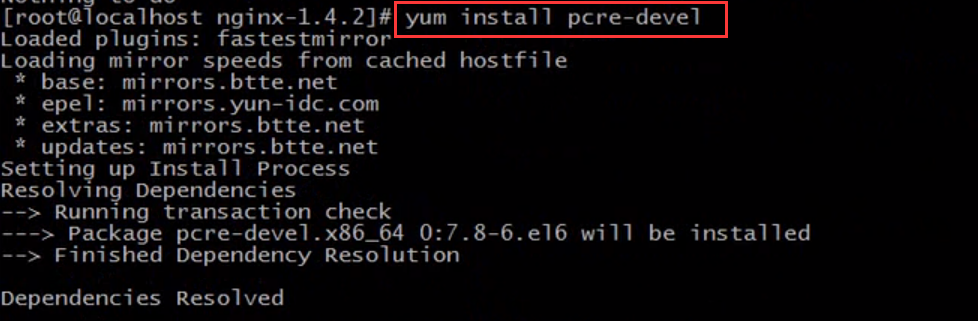 Nothing to do
[root@localhost nginx-1.4.2]# yum install pcre-devel
Loaded plugins: fastestmirror
Loading mirror speeds from cached hostfile
 * base: mirrors.btte.net
 * epel: mirrors.yun-idc.com
 * extras: mirrors.btte.net
 * updates: mirrors.btte.net
Setting up Install Process
Resolving Dependencies
--> Running transaction check
---> Package pcre-devel.x86_64 0:7.8-6.el6 will be installed
--> Finished Dependency Resolution
Dependencies Resolved